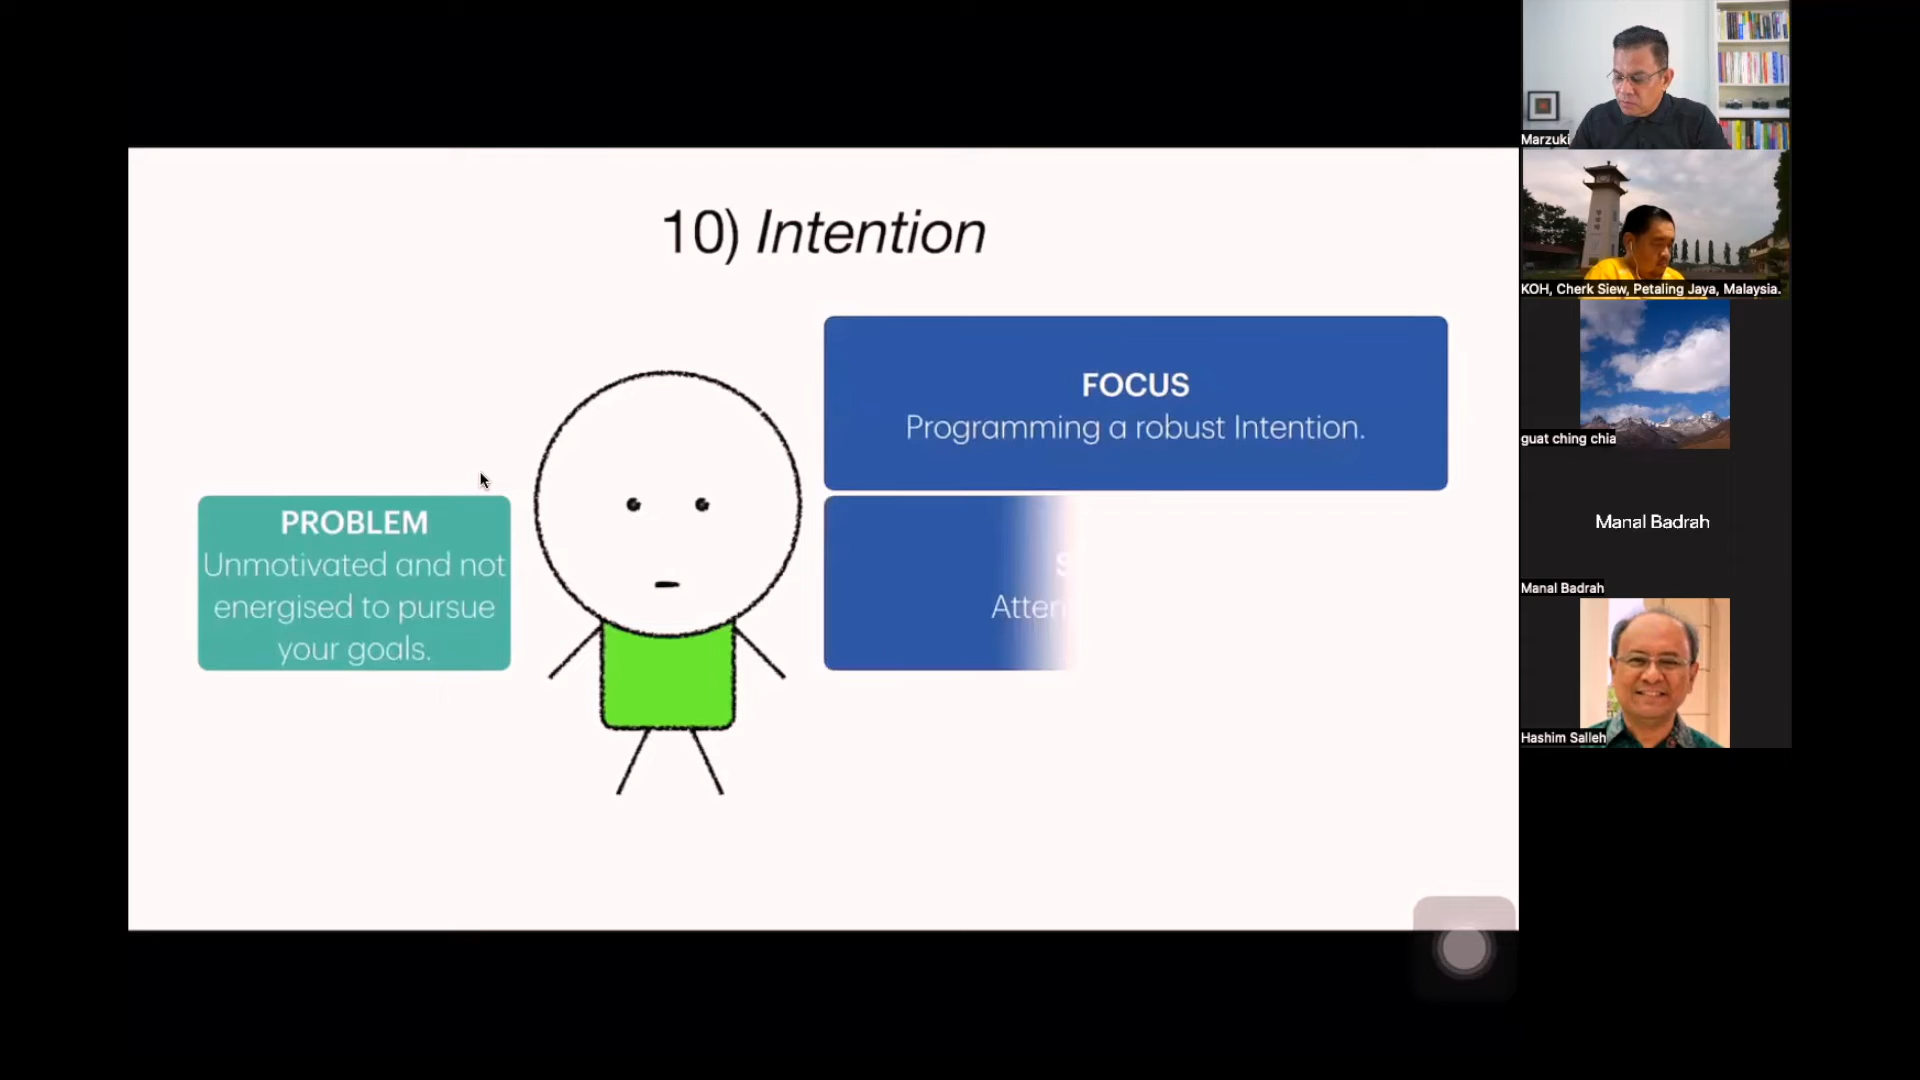 10) Intention
FOCUS
Programming a robust Intention.
PROBLEM
Unmotivated and not
energised to pursue
your goals.
Marzuki
KOH, Cherk Siew, Petaling Jaya, Malaysia.
guat ching chia
Manal Badrah
Manal Badrah
Hashim Salleh